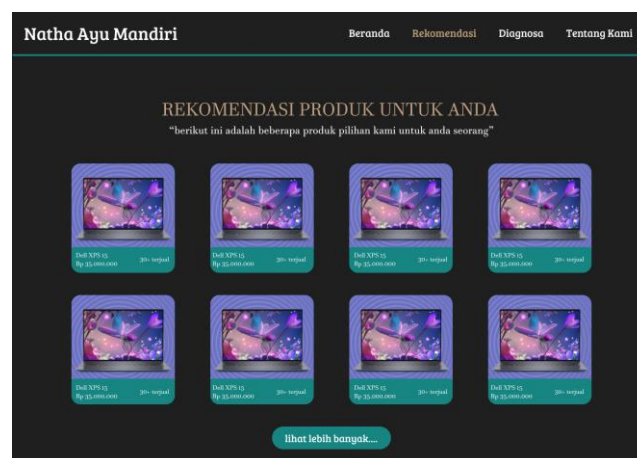 Natha Ayu Mandiri
Beranda Rekomendasi Diagnosa Tentang Kami
REKOMENDASI PRODUK UNTUK ANDA
“berikut ini adalah beberapa produk pilihan kami untuk anda seorang”
Dell XPS 15
Rp 35.000.000 30+ terjual
Dell XPS 15
Rp 35.000.000 30+ terjual
Dell XPS 15
Rp 35.000.000 30+ terjual
Dell XPS 15
Rp 35.000.000 30+ terjual
Dell XPS 15
Rp 35.000.000 30+ terjual
Dell XPS 15
Rp 35.000.000 30+ terjual
Dell XPS 15
Rp 35.000.000 30+ terjual
Dell XPS 15
Rp 35.000.000 30+ terjual
lihat lebih banyak....